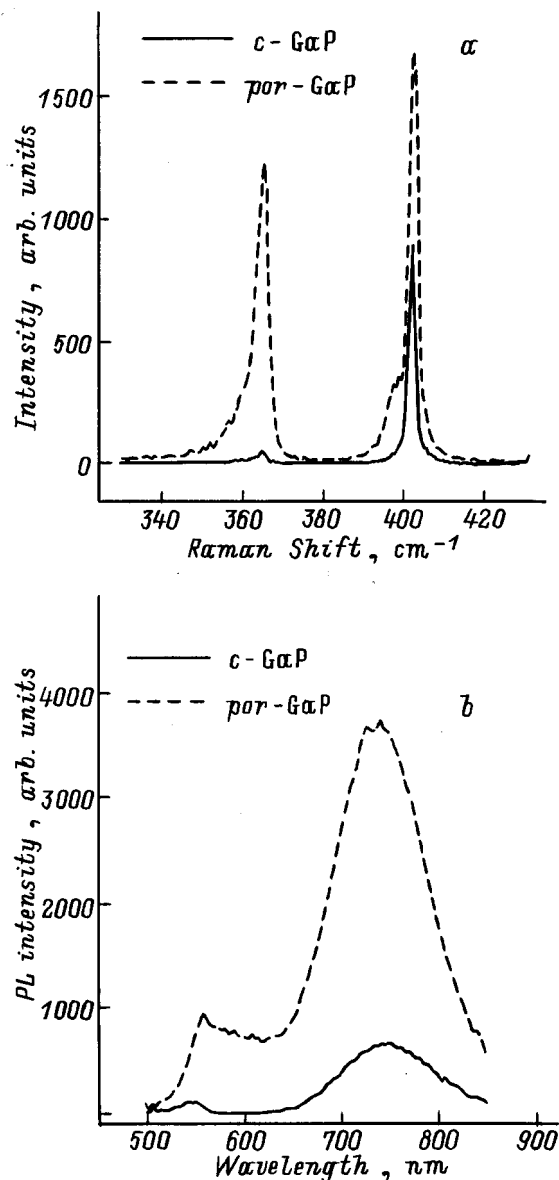 c-GaP
a
por-GaP
1500
1000
500
0
Intensity, arb. units
340 360 380 400 420
Raman Shift, cm⁻¹
c-GaP
b
por-GaP
4000
3000
2000
1000
PL intensity, arb. units
500 600 700 800 900
Wavelength, nm